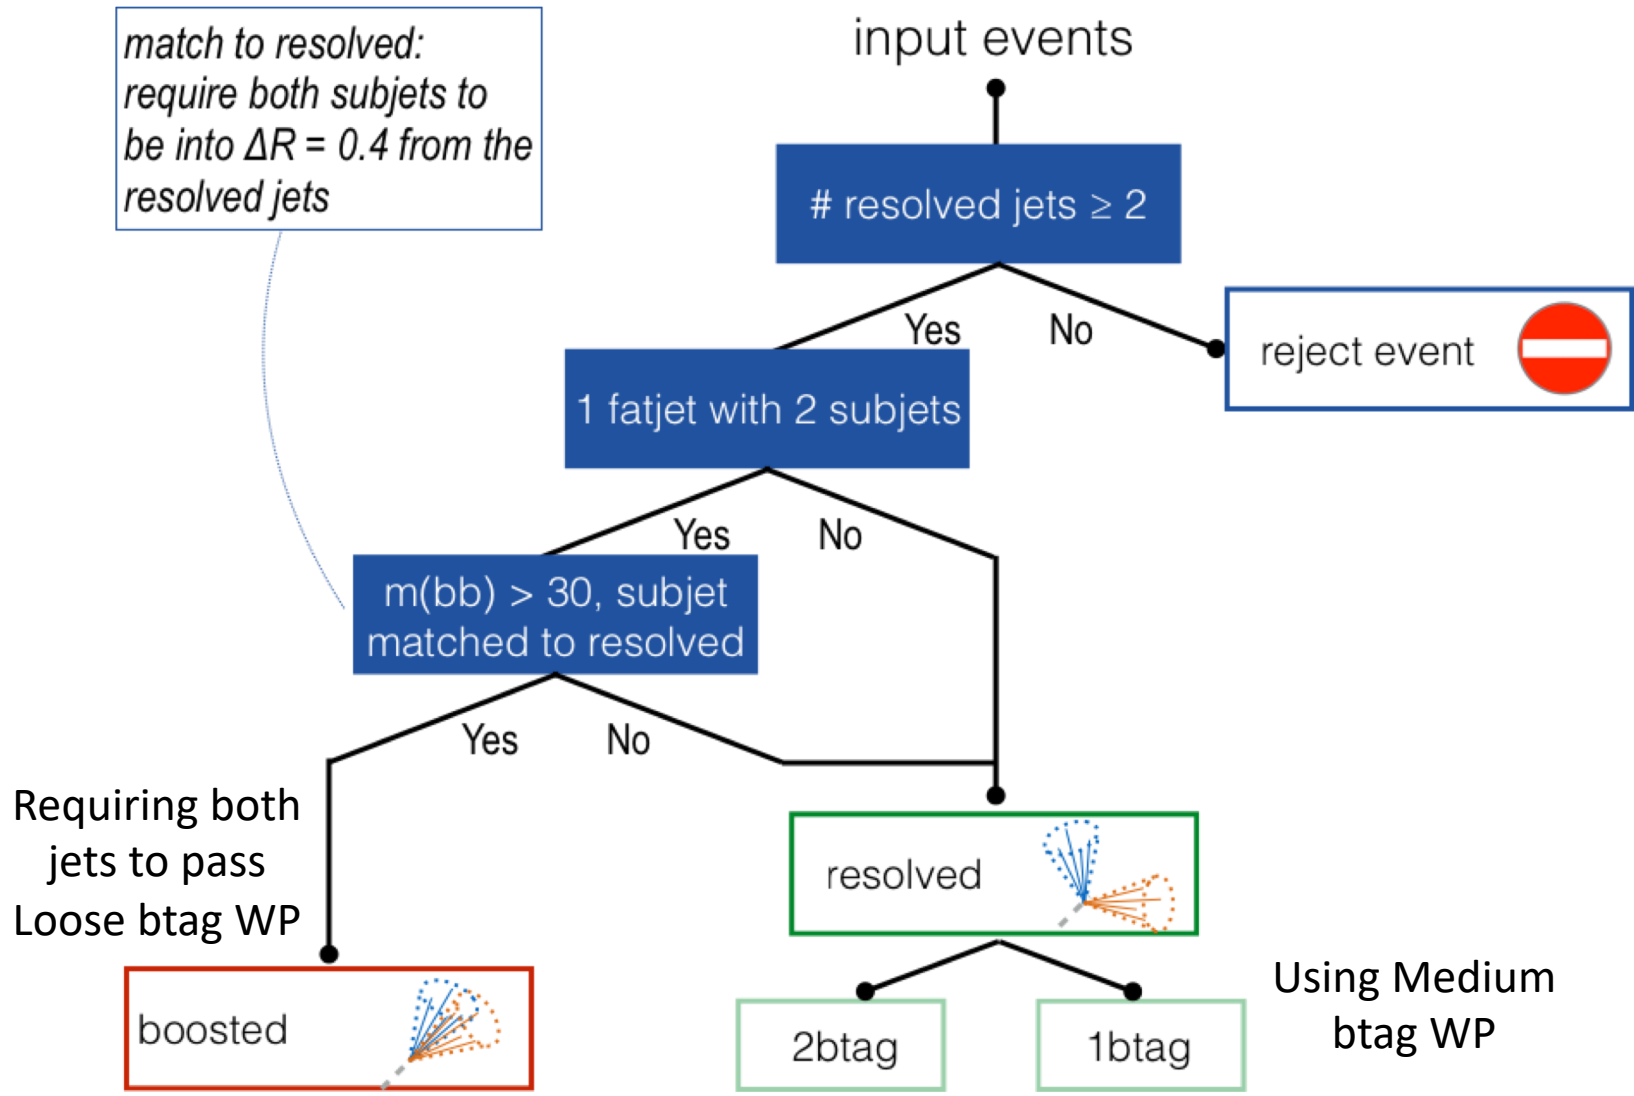 match to resolved:
require both subjets to
be into ΔR = 0.4 from the
resolved jets
input events
# resolved jets ≥ 2
Yes
No
reject event
1 fatjet with 2 subjets
Yes
No
m(bb) > 30, subjet
matched to resolved
Yes
No
Requiring both
jets to pass
Loose btag WP
resolved
boosted
2btag
1btag
Using Medium
btag WP